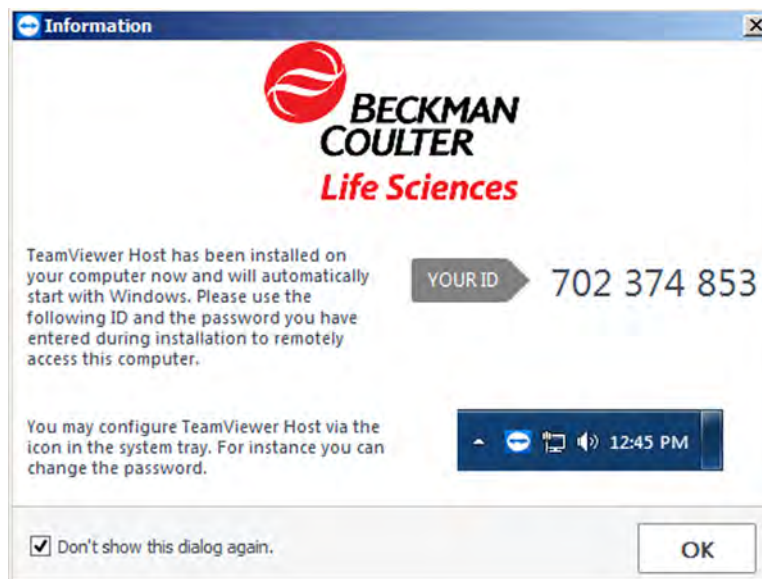 Information
BECKMAN
COULTER
Life Sciences
TeamViewer Host has been installed on
your computer now and will automatically
start with Windows. Please use the
following ID and the password you have
entered during installation to remotely
access this computer.
YOUR ID
702 374 853
You may configure TeamViewer Host via the
icon in the system tray. For instance you can
change the password.
12:45 PM
Don't show this dialog again.
OK